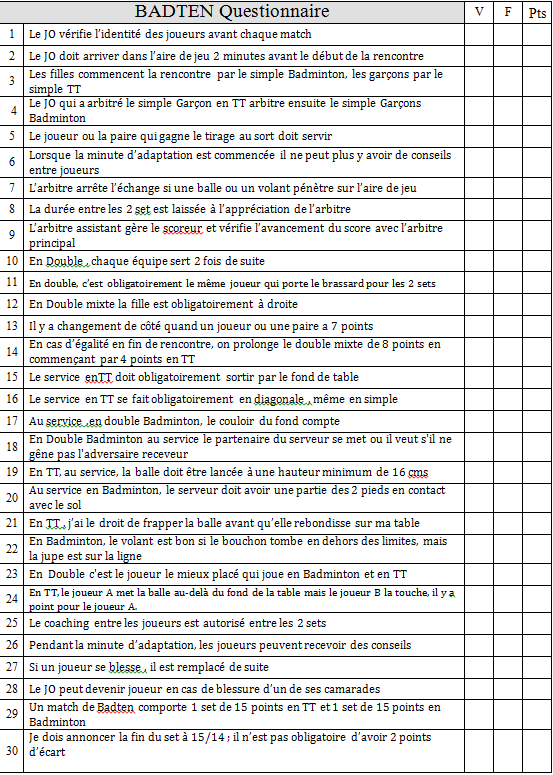 BADTEN Questionnaire V F Pts
1 Le JO vérifie l'identité des joueurs avant chaque match
2 Le JO doit arriver dans l'aire de jeu 2 minutes avant le début de la rencontre
3 Les filles commencent la rencontre par le simple Badminton, les garçons par le
simple TT
4 Le JO qui a arbitré le simple Garçon en TT arbitre ensuite le simple Garçons
Badminton
5 Le joueur ou la paire qui gagne le tirage au sort doit servir
6 Lorsque la minute d'adaptation est commencée il ne peut plus y avoir de conseils
entre joueurs
7 L'arbitre arrête l'échange si une balle ou un volant pénètre sur l'aire de jeu
8 La durée entre les 2 set est laissée à l'appréciation de l'arbitre
9 L'arbitre assistant gère le scoreur et vérifie l'avancement du score avec l'arbitre
principal
10 En Double , chaque équipe sert 2 fois de suite
11 En double, c'est obligatoirement le même joueur qui porte le brassard pour les 2 sets
12 En Double mixte la fille est obligatoirement à droite
13 Il y a changement de côté quand un joueur ou une paire a 7 points
14 En cas d'égalité en fin de rencontre, on prolonge le double mixte de 8 points en
commençant par 4 points en TT
15 Le service enTT doit obligatoirement sortir par le fond de table
16 Le service en TT se fait obligatoirement en diagonale , même en simple
17 Au service ,en double Badminton, le couloir du fond compte
18 En Double Badminton au service le partenaire du serveur se met ou il veut s'il ne
gêne pas l'adversaire receveur
19 En TT, au service, la balle doit être lancée à une hauteur minimum de 16 cms
20 Au service en Badminton, le serveur doit avoir une partie des 2 pieds en contact
avec le sol
21 En TT , j'ai le droit de frapper la balle avant qu'elle rebondisse sur ma table
22 En Badminton, le volant est bon si le bouchon tombe en dehors des limites, mais
la jupe est sur la ligne
23 En Double c'est le joueur le mieux placé qui joue en Badminton et en TT
24 En TT, le joueur A met la balle au-delà du fond de la table mais le joueur B la touche, il y a
point pour le joueur A.
25 Le coaching entre les joueurs est autorisé entre les 2 sets
26 Pendant la minute d'adaptation, les joueurs peuvent recevoir des conseils
27 Si un joueur se blesse , il est remplacé de suite
28 Le JO peut devenir joueur en cas de blessure d'un de ses camarades
29 Un match de Badten comporte 1 set de 15 points en TT et 1 set de 15 points en
Badminton
30 Je dois annoncer la fin du set à 15/14 ; il n'est pas obligatoire d'avoir 2 points
d'écart